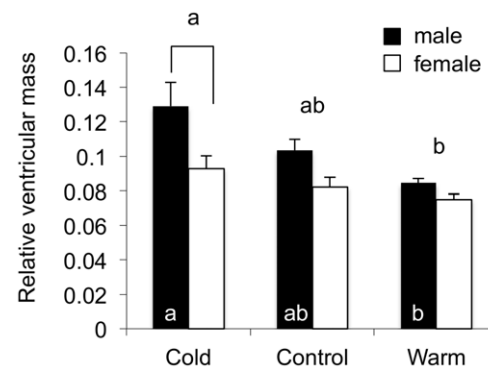 a
male
female
Relative ventricular mass
0.16
0.14
0.12
0.1
0.08
0.06
0.04
0.02
0
ab
b
a
ab
b
Cold
Control
Warm